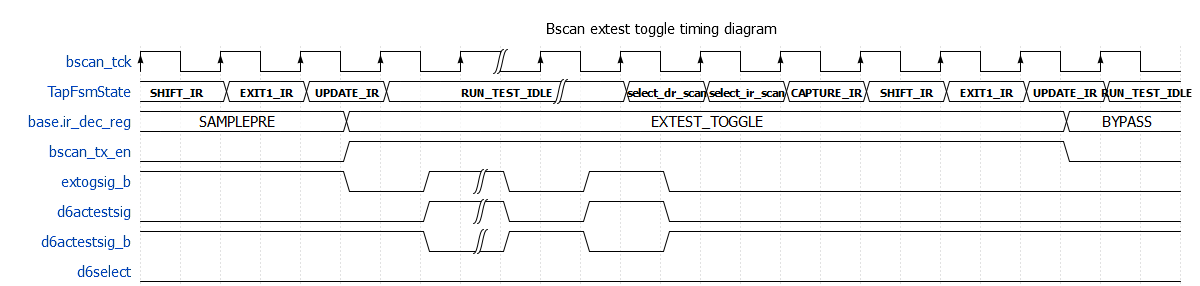 Bscan extest toggle timing diagram
bscan_tck
TapFsmState SHIFT_IR EXIT1_IR UPDATE_IR RUN_TEST_IDLE select_dr_scan select_ir_scan CAPTURE_IR SHIFT_IR EXIT1_IR UPDATE_IR RUN_TEST_IDLE
base.ir_dec_reg SAMPLEPRE EXTEST_TOGGLE BYPASS
bscan_tx_en
extogsig_b
d6actestsig
d6actestsig_b
d6select